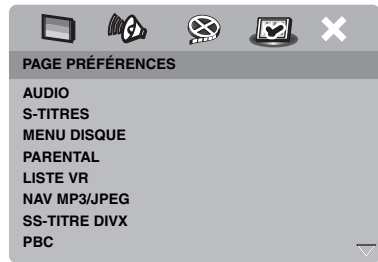 PAGE PRÉFÉRENCES
AUDIO
S-TITRES
MENU DISQUE
PARENTAL
LISTE VR
NAV MP3/JPEG
SS-TITRE DIVX
PBC